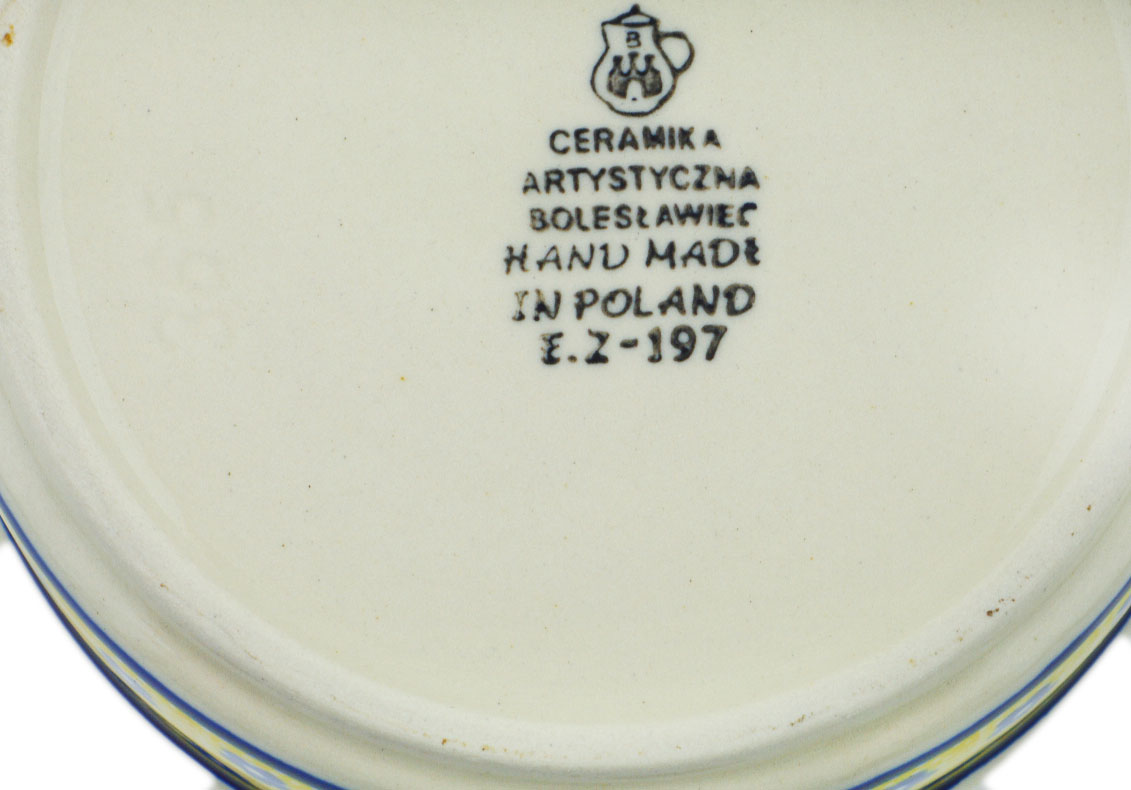 B
CERAMIKA
ARTYSTYCZNA
BOLESŁAWIEC
HAND MADE
IN POLAND
E.Z-197